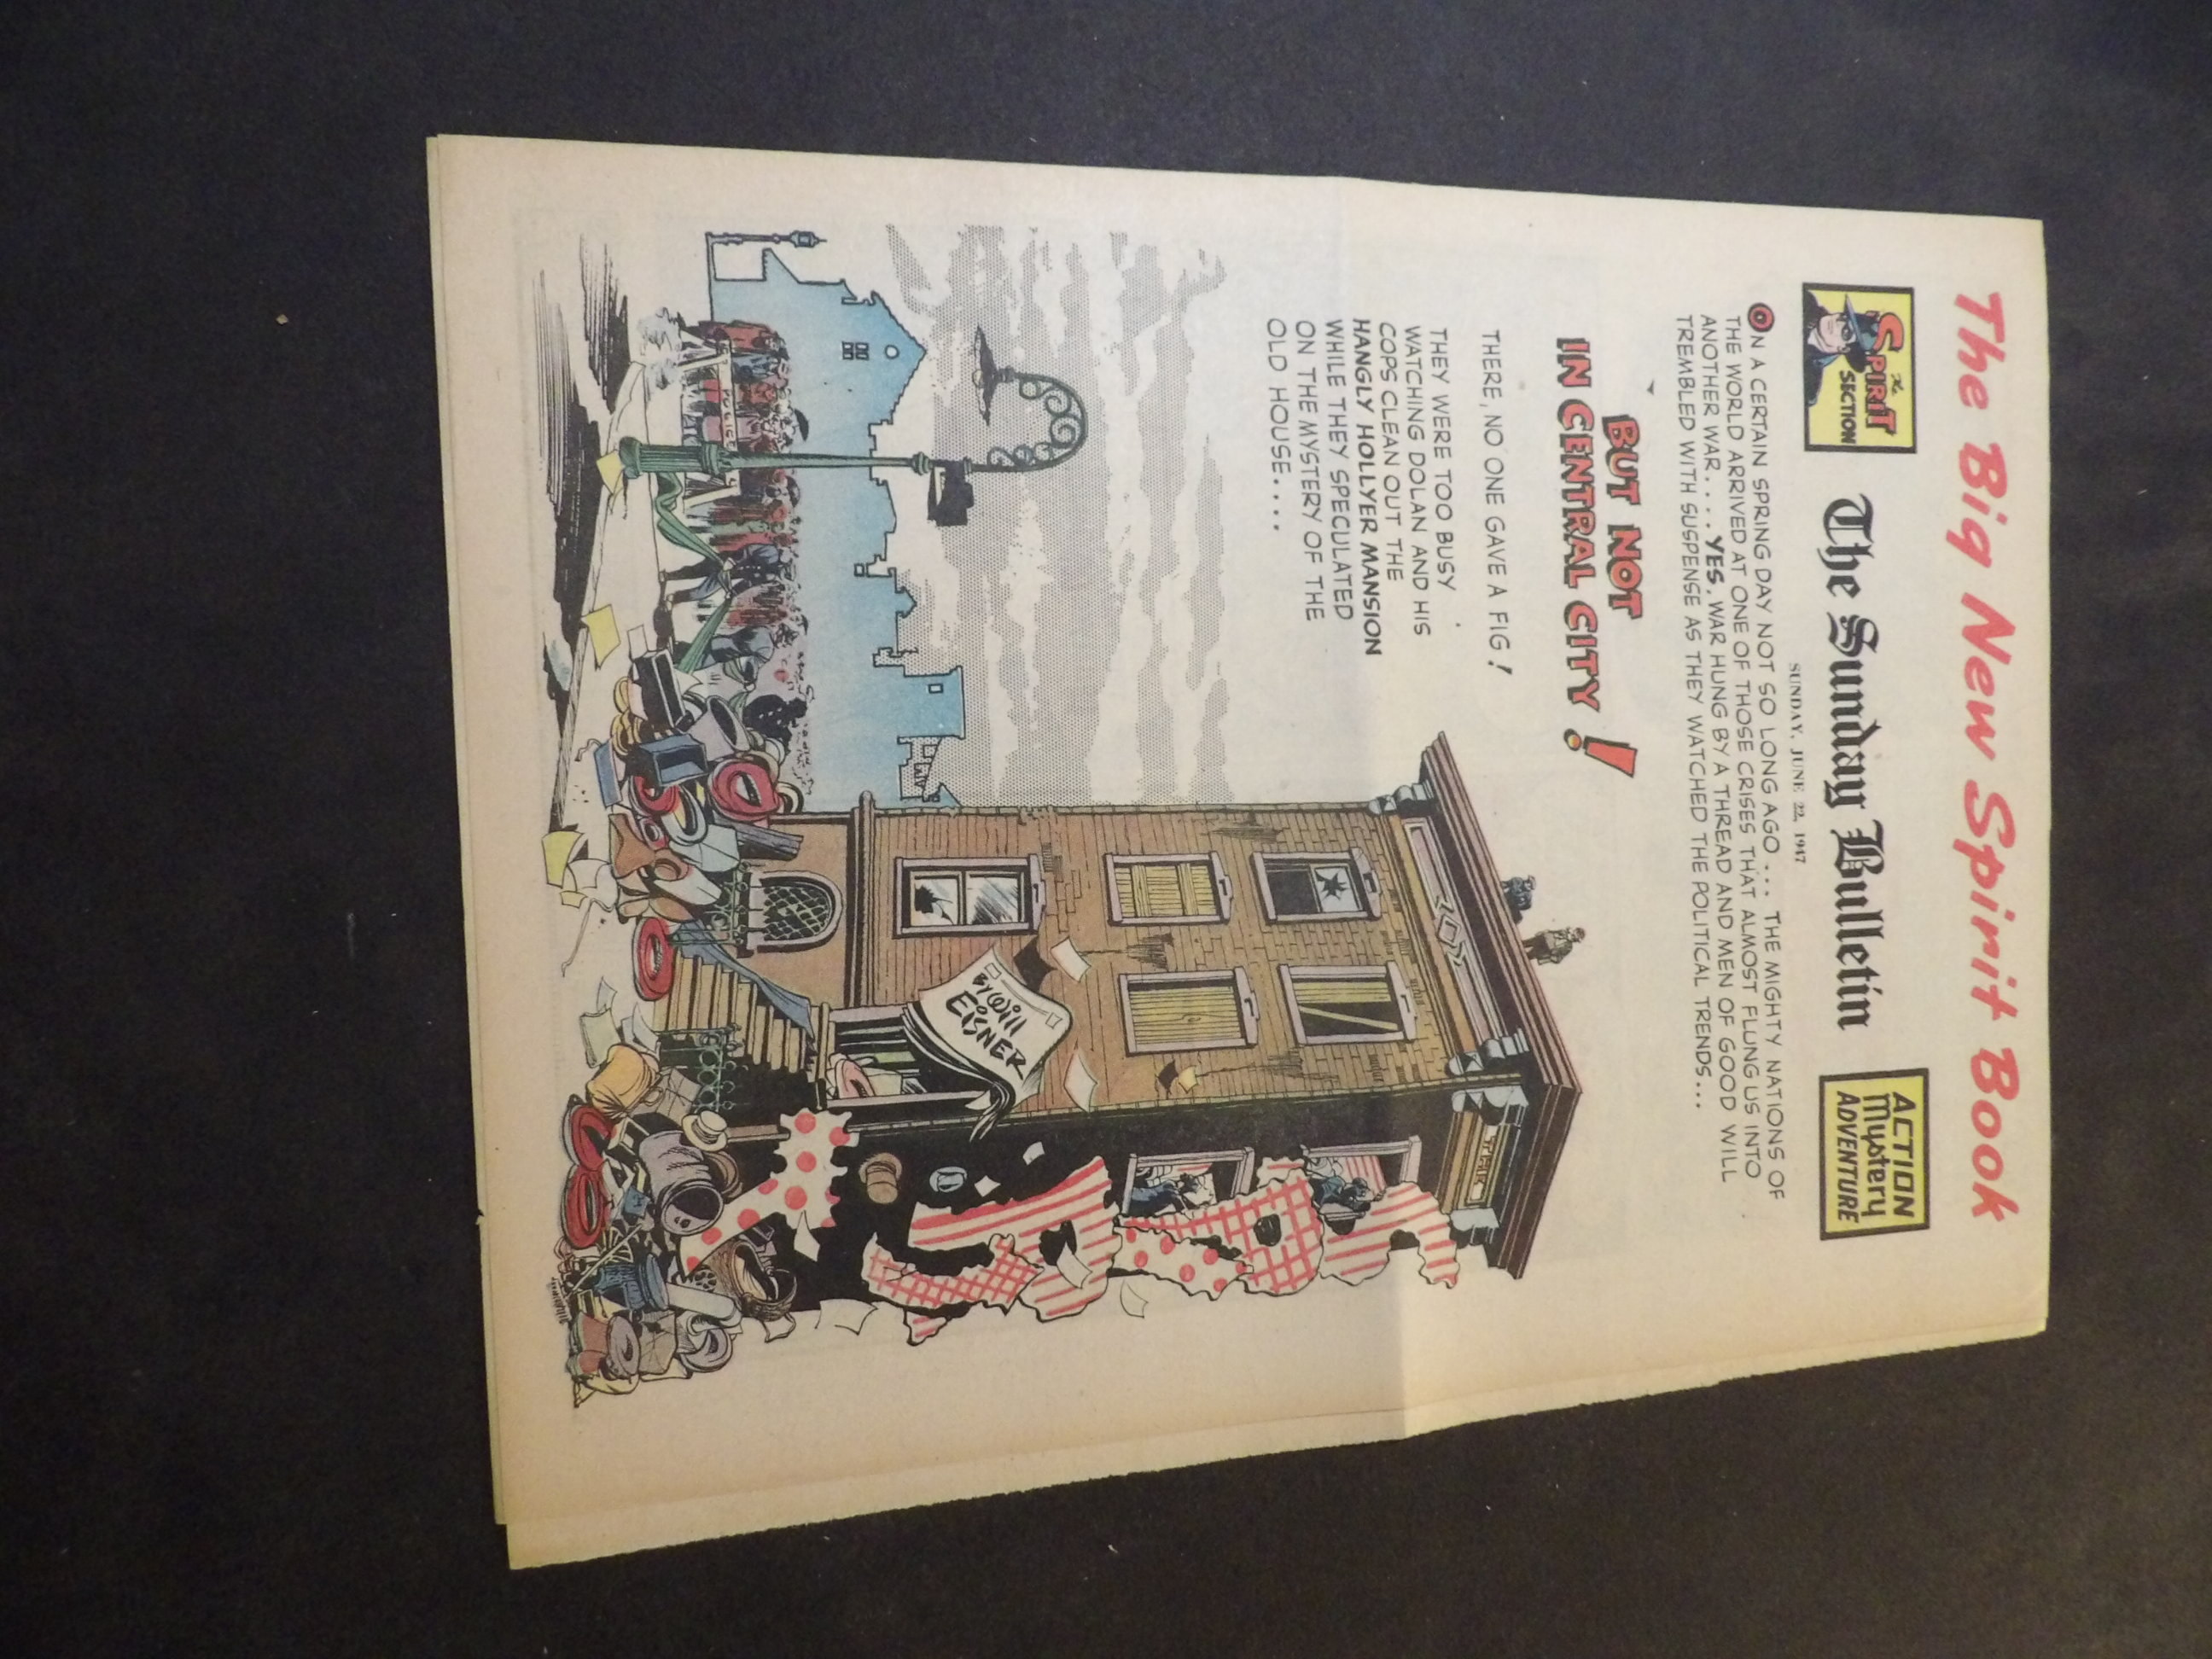 The Big New Spirit Book
The SPIRIT SECTION
The Sunday Bulletin
ACTION
Mystery
ADVENTURE
SUNDAY, JUNE 22, 1947
ON A CERTAIN SPRING DAY NOT SO LONG AGO... THE MIGHTY NATIONS OF
THE WORLD ARRIVED AT ONE OF THOSE CRISES THAT ALMOST FLUNG US INTO
ANOTHER WAR.... YES, WAR HUNG BY A THREAD AND MEN OF GOOD WILL
TREMBLED WITH SUSPENSE AS THEY WATCHED THE POLITICAL TRENDS...
BUT NOT
IN CENTRAL CITY!
THERE, NO ONE GAVE A FIG!
THEY WERE TOO BUSY
WATCHING DOLAN AND HIS
COPS CLEAN OUT THE
HANGLY HOLLYER MANSION
WHILE THEY SPECULATED
ON THE MYSTERY OF THE
OLD HOUSE....
THE
SPIRIT
BY Will
EISNER
POLICE